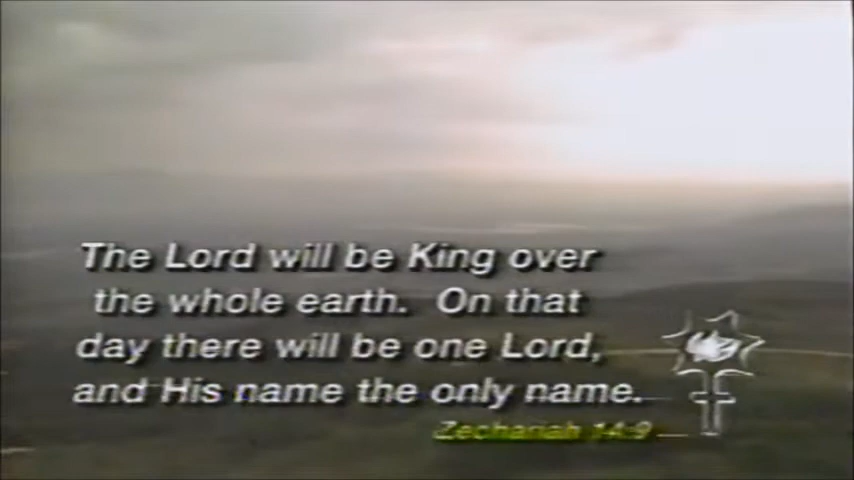 The Lord will be King over
the whole earth. On that
day there will be one Lord,
and His name the only name.
Zechariah 14:9